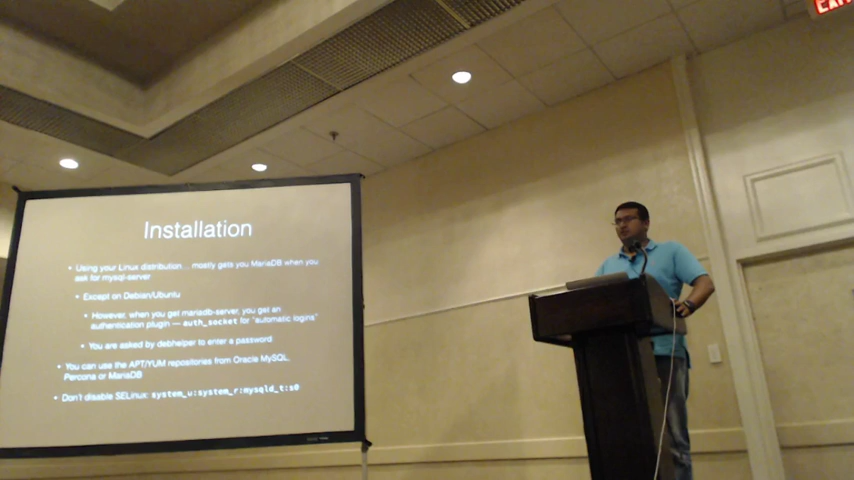 EXIT
Installation
• Using your Linux distribution... mostly gets you MariaDB when you
ask for mysql-server
• Except on Debian/Ubuntu
• However, when you get mariadb-server, you get an
authentication plugin — auth_socket for "automatic logins"
• You are asked by debhelper to enter a password
• You can use the APT/YUM repositories from Oracle MySQL,
Percona or MariaDB
• Don't disable SELinux: system_u:system_r:mysqld_t:s0